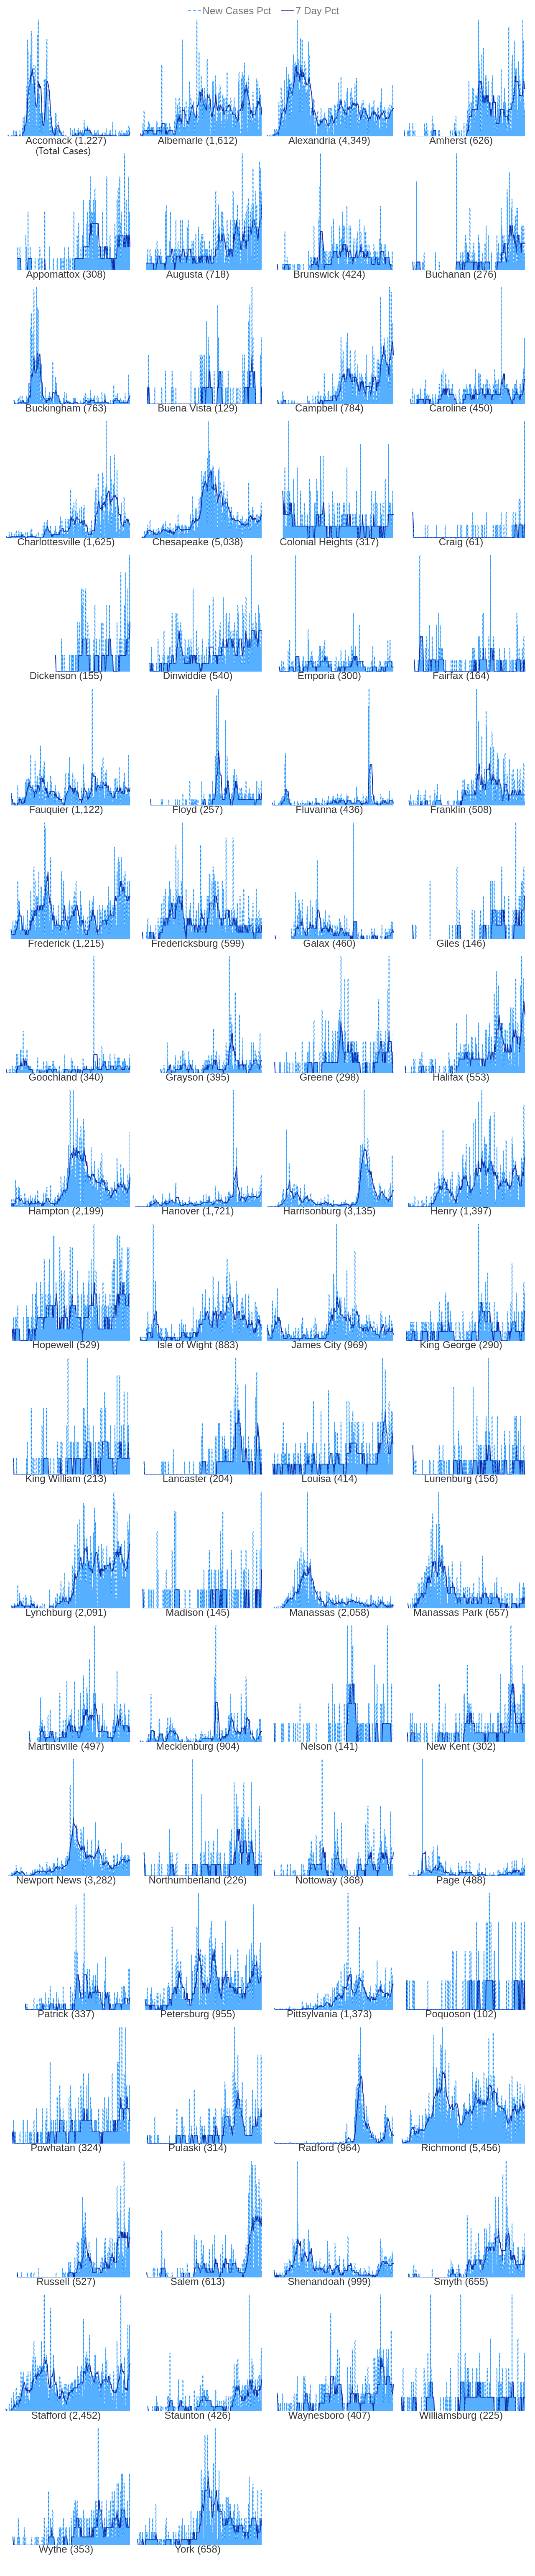 New Cases Pct 7 Day Pct
Accomack (1,227) Albemarle (1,612) Alexandria (4,349) Amherst (626)
(Total Cases)
Appomattox (308) Augusta (718) Brunswick (424) Buchanan (276)
Buckingham (763) Buena Vista (129) Campbell (784) Caroline (450)
Charlottesville (1,625) Chesapeake (5,038) Colonial Heights (317) Craig (61)
Dickenson (155) Dinwiddie (540) Emporia (300) Fairfax (164)
Fauquier (1,122) Floyd (257) Fluvanna (436) Franklin (508)
Frederick (1,215) Fredericksburg (599) Galax (460) Giles (146)
Goochland (340) Grayson (395) Greene (298) Halifax (553)
Hampton (2,199) Hanover (1,721) Harrisonburg (3,135) Henry (1,397)
Hopewell (529) Isle of Wight (883) James City (969) King George (290)
King William (213) Lancaster (204) Louisa (414) Lunenburg (156)
Lynchburg (2,091) Madison (145) Manassas (2,058) Manassas Park (657)
Martinsville (497) Mecklenburg (904) Nelson (141) New Kent (302)
Newport News (3,282) Northumberland (226) Nottoway (368) Page (488)
Patrick (337) Petersburg (955) Pittsylvania (1,373) Poquoson (102)
Powhatan (324) Pulaski (314) Radford (964) Richmond (5,456)
Russell (527) Salem (613) Shenandoah (999) Smyth (655)
Stafford (2,452) Staunton (426) Waynesboro (407) Williamsburg (225)
Wythe (353) York (658)